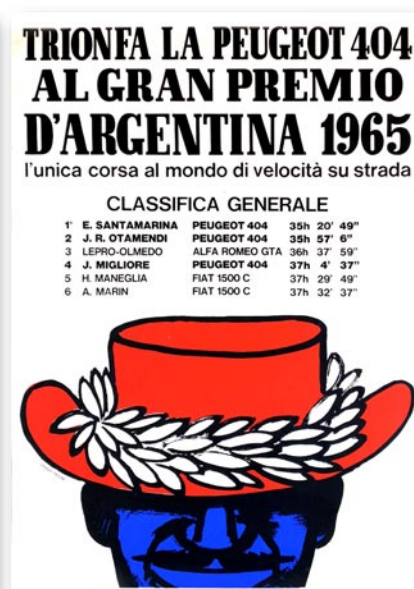 TRIONFA LA PEUGEOT 404
AL GRAN PREMIO
D'ARGENTINA 1965
l'unica corsa al mondo di velocità su strada
CLASSIFICA GENERALE
1° E. SANTAMARINA PEUGEOT 404 35h 20' 49"
2 J. R. OTAMENDI PEUGEOT 404 35h 57' 6"
3 LEPRO-OLMEDO ALFA ROMEO GTA 36h 37' 59"
4 J. MIGLIORE PEUGEOT 404 37h 4' 37"
5 H. MANEGLIA FIAT 1500 C 37h 29' 49"
6 A. MARIN FIAT 1500 C 37h 32' 37"